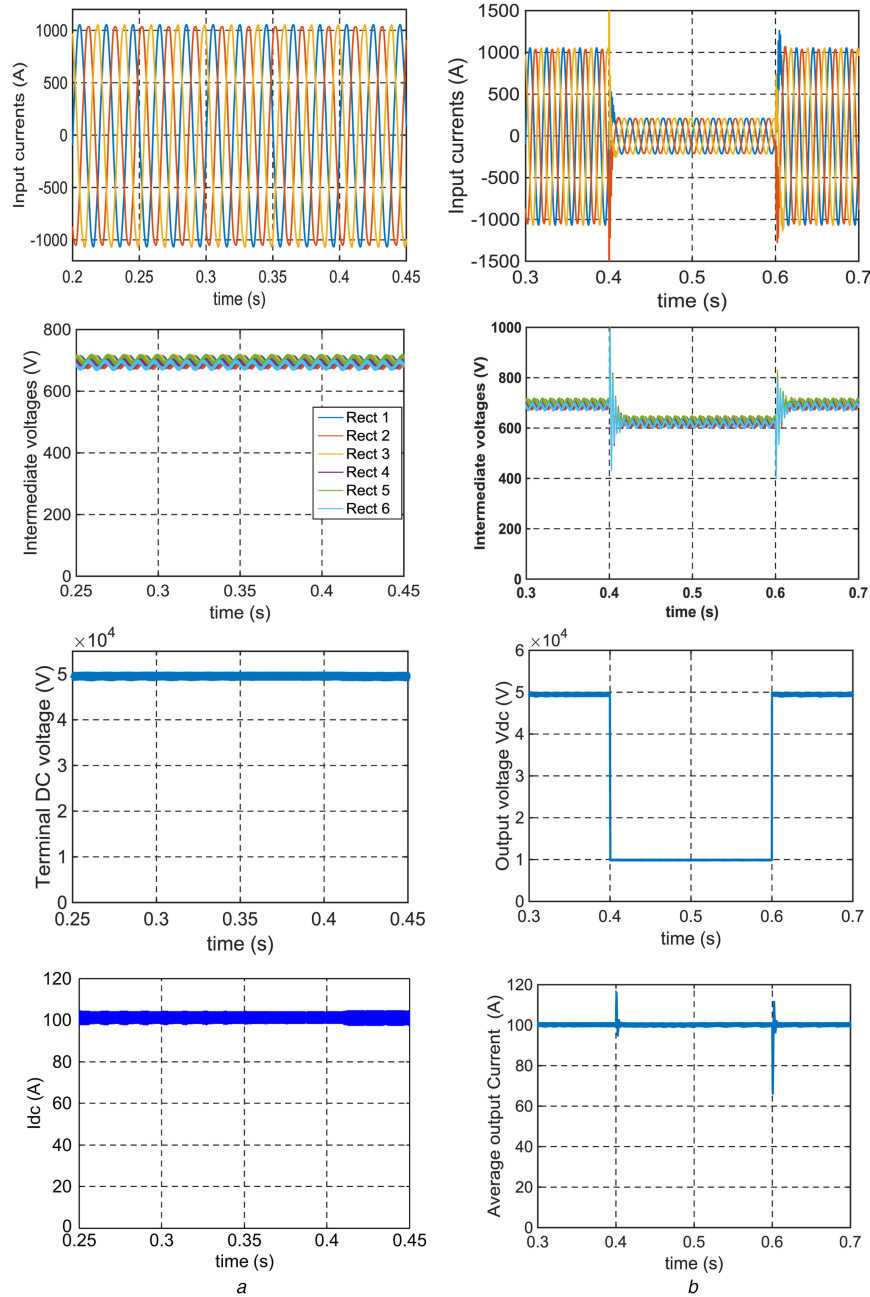 Input currents (A)
1000
500
0
-500
-1000
0.2 0.25 0.3 0.35 0.4 0.45
time (s)
Input currents (A)
1500
1000
500
0
-500
-1000
-1500
0.3 0.4 0.5 0.6 0.7
time (s)
Intermediate voltages (V)
800
600
400
200
0
Rect 1
Rect 2
Rect 3
Rect 4
Rect 5
Rect 6
0.25 0.3 0.35 0.4 0.45
time (s)
Intermediate voltages (V)
1000
800
600
400
200
0
0.3 0.4 0.5 0.6 0.7
time (s)
×10⁴
Terminal DC voltage (V)
5
4
3
2
1
0
0.25 0.3 0.35 0.4 0.45
time (s)
×10⁴
Output voltage Vdc (V)
6
5
4
3
2
1
0
0.3 0.4 0.5 0.6 0.7
time (s)
Idc (A)
120
100
80
60
40
20
0
0.25 0.3 0.35 0.4 0.45
time (s)
a
Average output Current (A)
120
100
80
60
40
20
0
0.3 0.4 0.5 0.6 0.7
time (s)
b